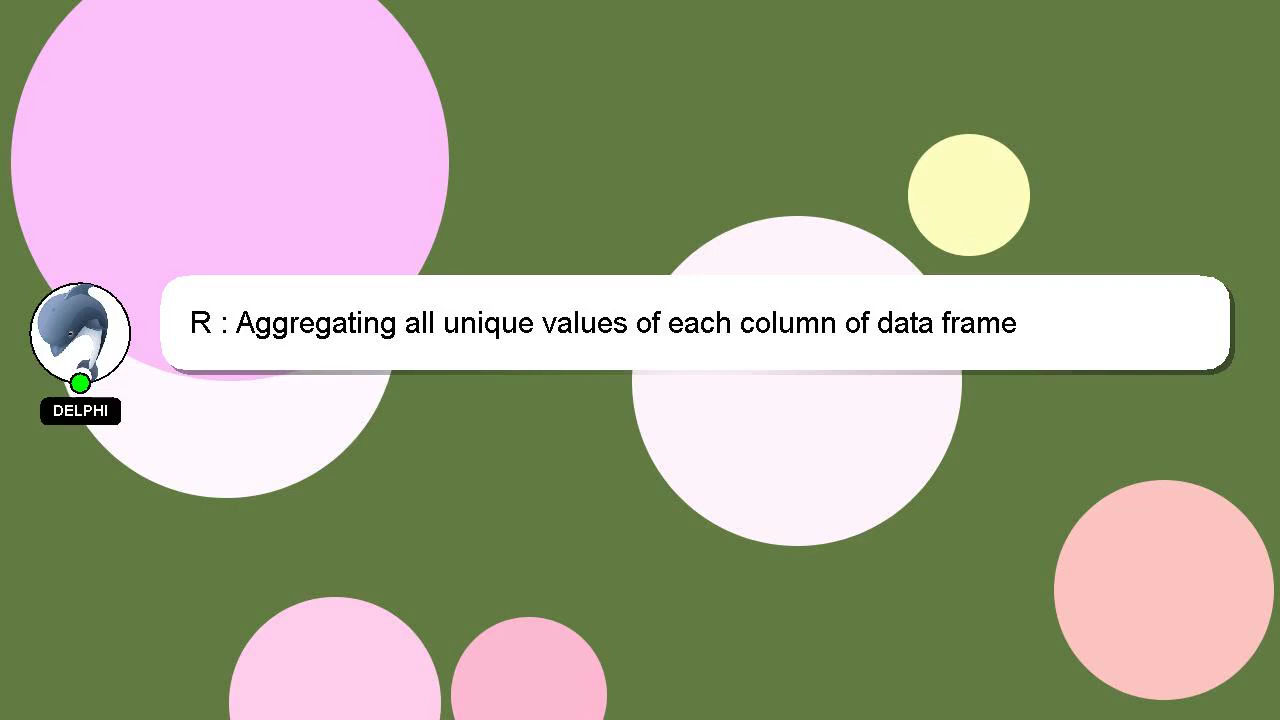 R : Aggregating all unique values of each column of data frame
DELPHI